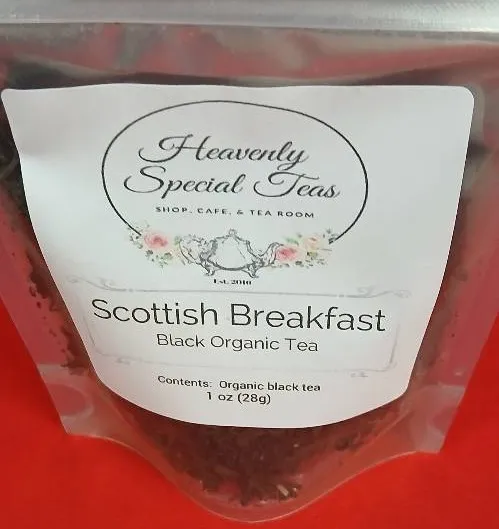 Heavenly
Special Teas
SHOP, CAFE, & TEA ROOM
Est. 2010
Scottish Breakfast
Black Organic Tea
Contents: Organic black tea
1 oz (28g)